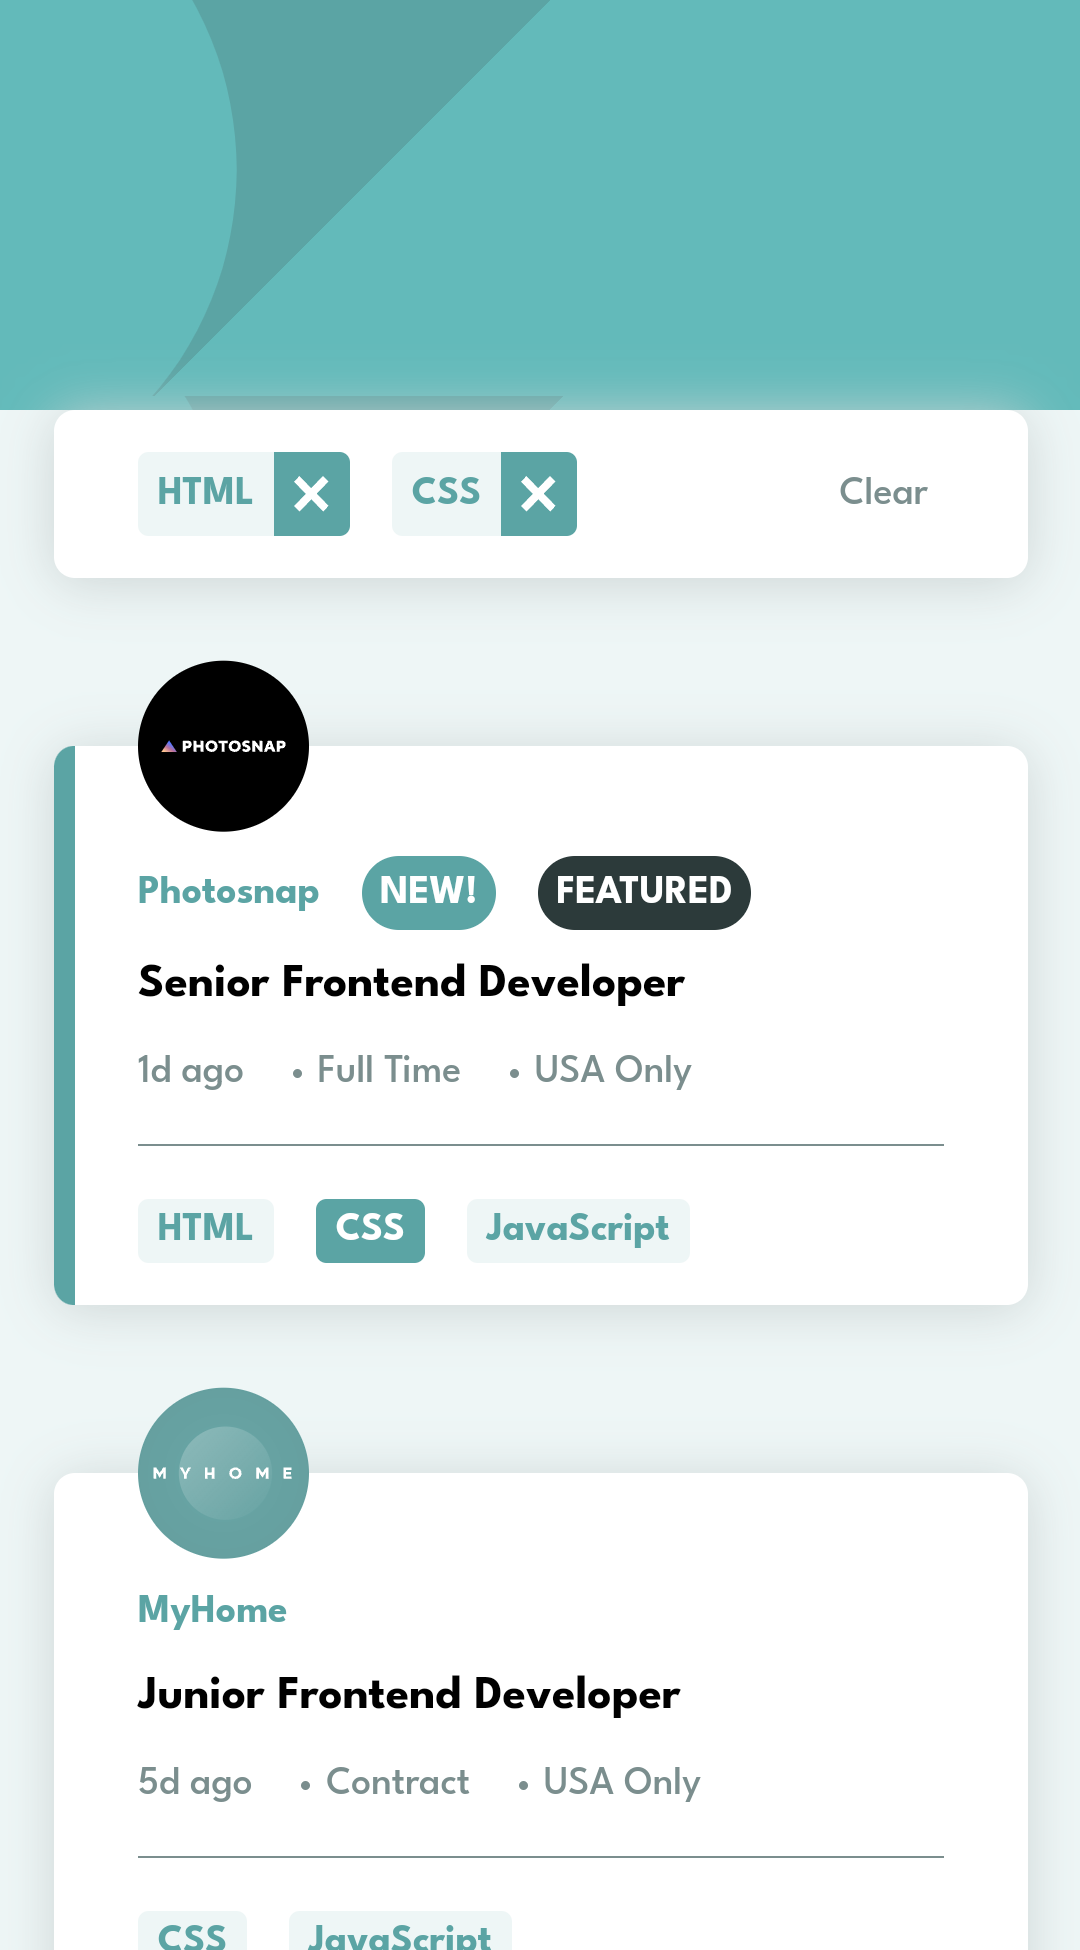 HTML CSS Clear
PHOTOSNAP
Photosnap NEW! FEATURED
Senior Frontend Developer
1d ago • Full Time • USA Only
HTML CSS JavaScript
MYHOME
MyHome
Junior Frontend Developer
5d ago • Contract • USA Only
CSS JavaScript